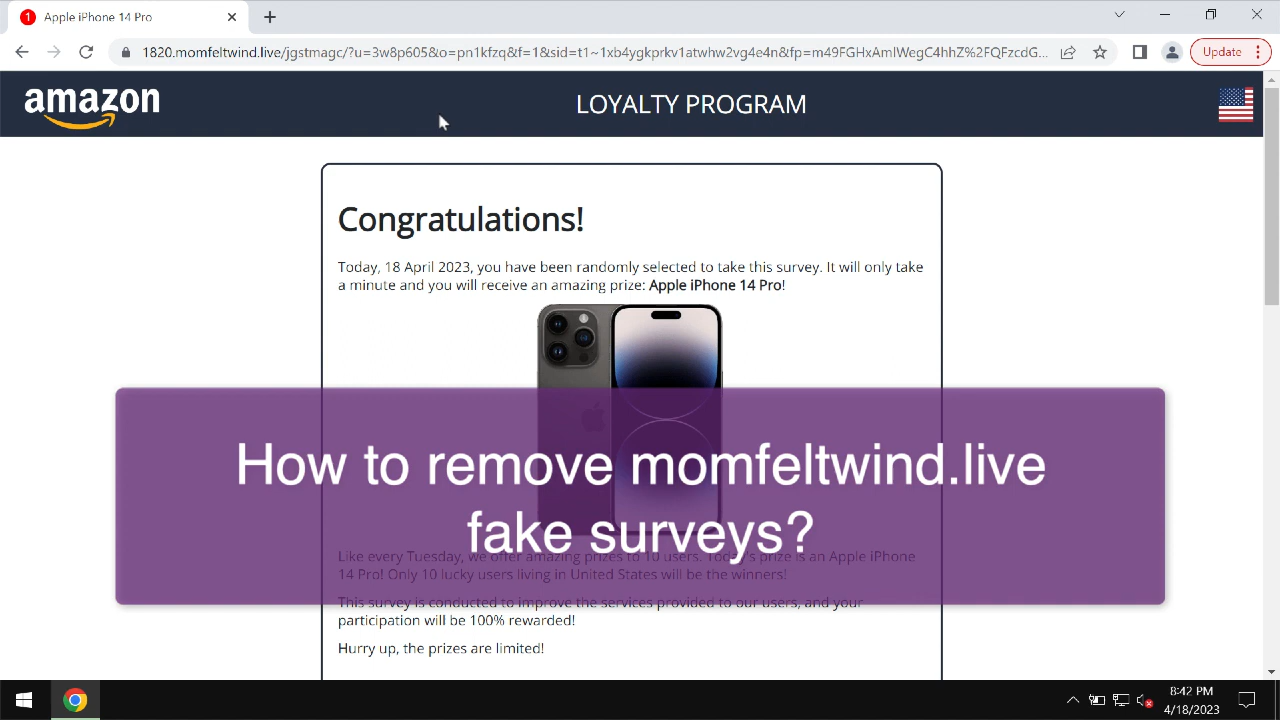 1
Apple iPhone 14 Pro
1820.momfeltwind.live/jgstmagc/?u=3w8p605&o=pn1kfzq&f=1&sid=t1~1xb4ygkprkv1atwhw2vg4e4n&fp=m49FGHxAmIWegC4hhZ%2FQFzcdG...
Update
amazon
LOYALTY PROGRAM
Congratulations!
Today, 18 April 2023, you have been randomly selected to take this survey. It will only take
a minute and you will receive an amazing prize: Apple iPhone 14 Pro!
How to remove momfeltwind.live
fake surveys?
Like every Tuesday, we offer amazing prizes to 10 users. Today's prize is an Apple iPhone
14 Pro! Only 10 lucky users living in United States will be the winners!
This survey is conducted to improve the services provided to our users, and your
participation will be 100% rewarded!
Hurry up, the prizes are limited!
8:42 PM
4/18/2023